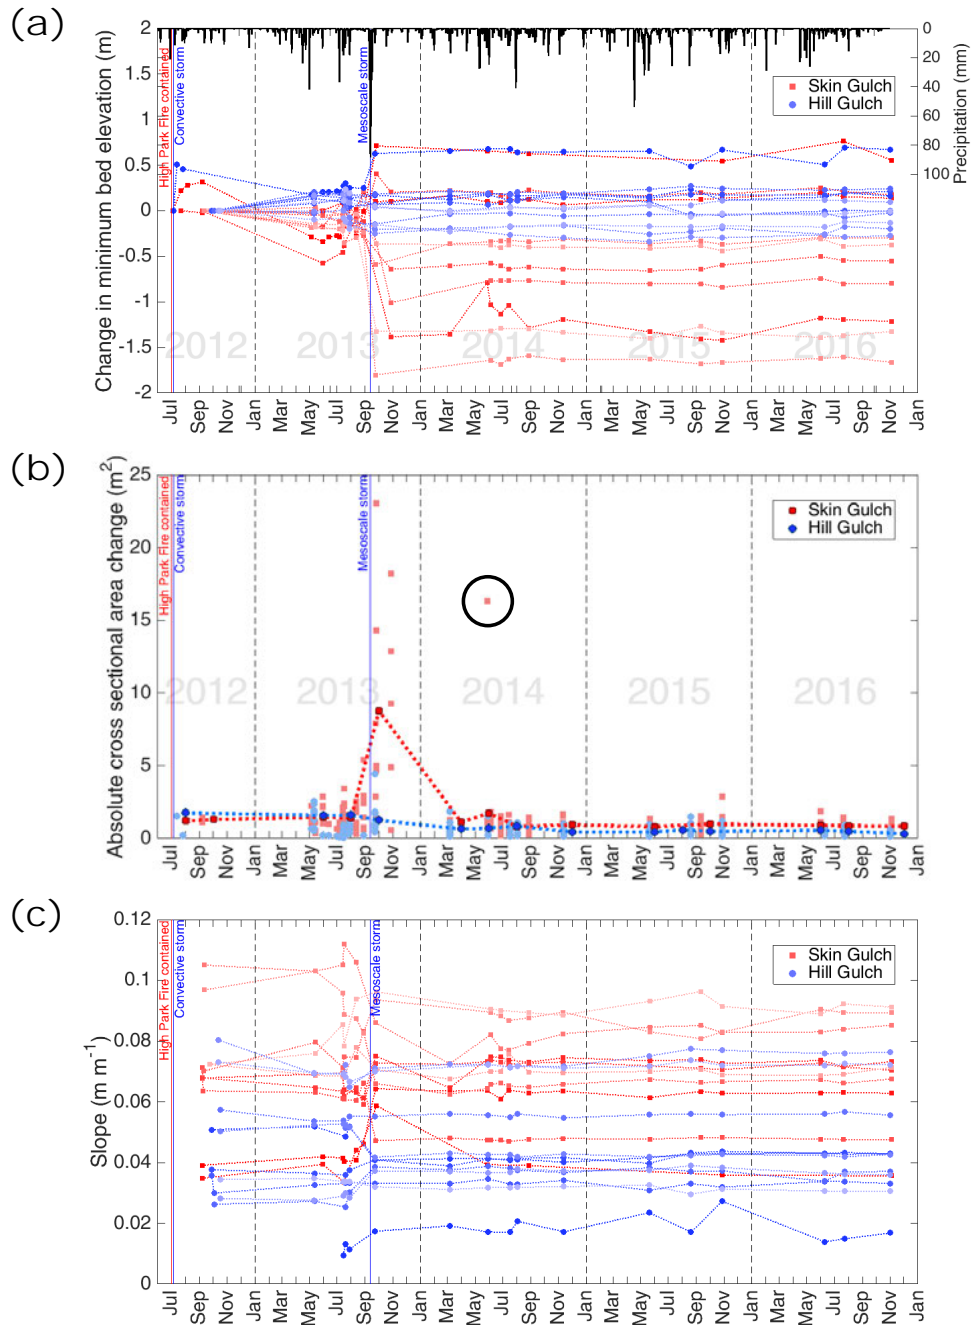 (a)
2
1.5
1
0.5
0
-0.5
-1
-1.5
-2
Change in minimum bed elevation (m)
High Park Fire contained
Convective storm
Mesoscale storm
Skin Gulch
Hill Gulch
0
20
40
60
80
100
Precipitation (mm)
2012
2013
2014
2015
2016
Jul Sep Nov Jan Mar May Jul Sep Nov Jan Mar May Jul Sep Nov Jan Mar May Jul Sep Nov Jan Mar May Jul Sep Nov Jan
(b)
25
20
15
10
5
0
Absolute cross sectional area change (m²)
High Park Fire contained
Convective storm
Mesoscale storm
Skin Gulch
Hill Gulch
2012
2013
2014
2015
2016
Jul Sep Nov Jan Mar May Jul Sep Nov Jan Mar May Jul Sep Nov Jan Mar May Jul Sep Nov Jan Mar May Jul Sep Nov Jan
(c)
0.12
0.1
0.08
0.06
0.04
0.02
0
Slope (m m⁻¹)
High Park Fire contained
Convective storm
Mesoscale storm
Skin Gulch
Hill Gulch
Jul Sep Nov Jan Mar May Jul Sep Nov Jan Mar May Jul Sep Nov Jan Mar May Jul Sep Nov Jan Mar May Jul Sep Nov Jan